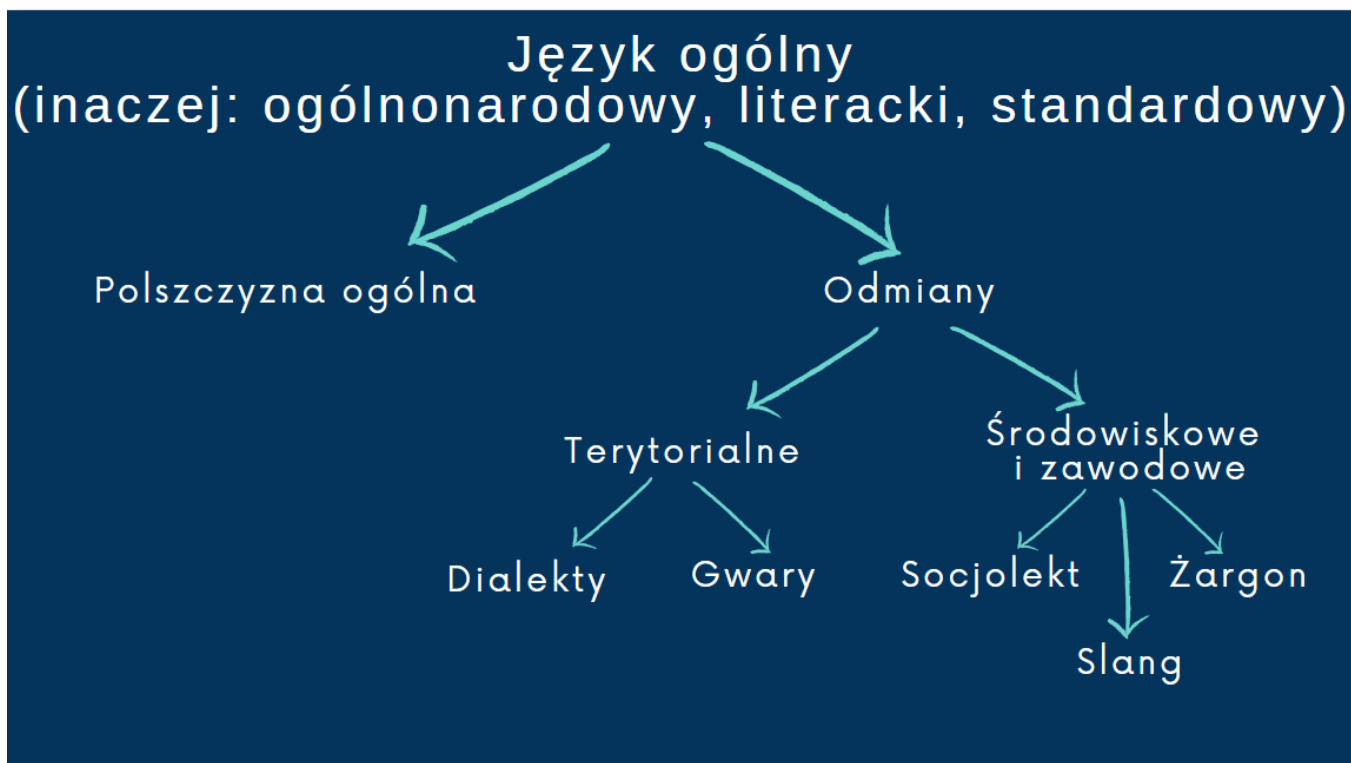 Język ogólny
(inaczej: ogólnonarodowy, literacki, standardowy)
Polszczyzna ogólna
Odmiany
Terytorialne
Środowiskowe
i zawodowe
Dialekty
Gwary
Socjolekt
Żargon
Slang